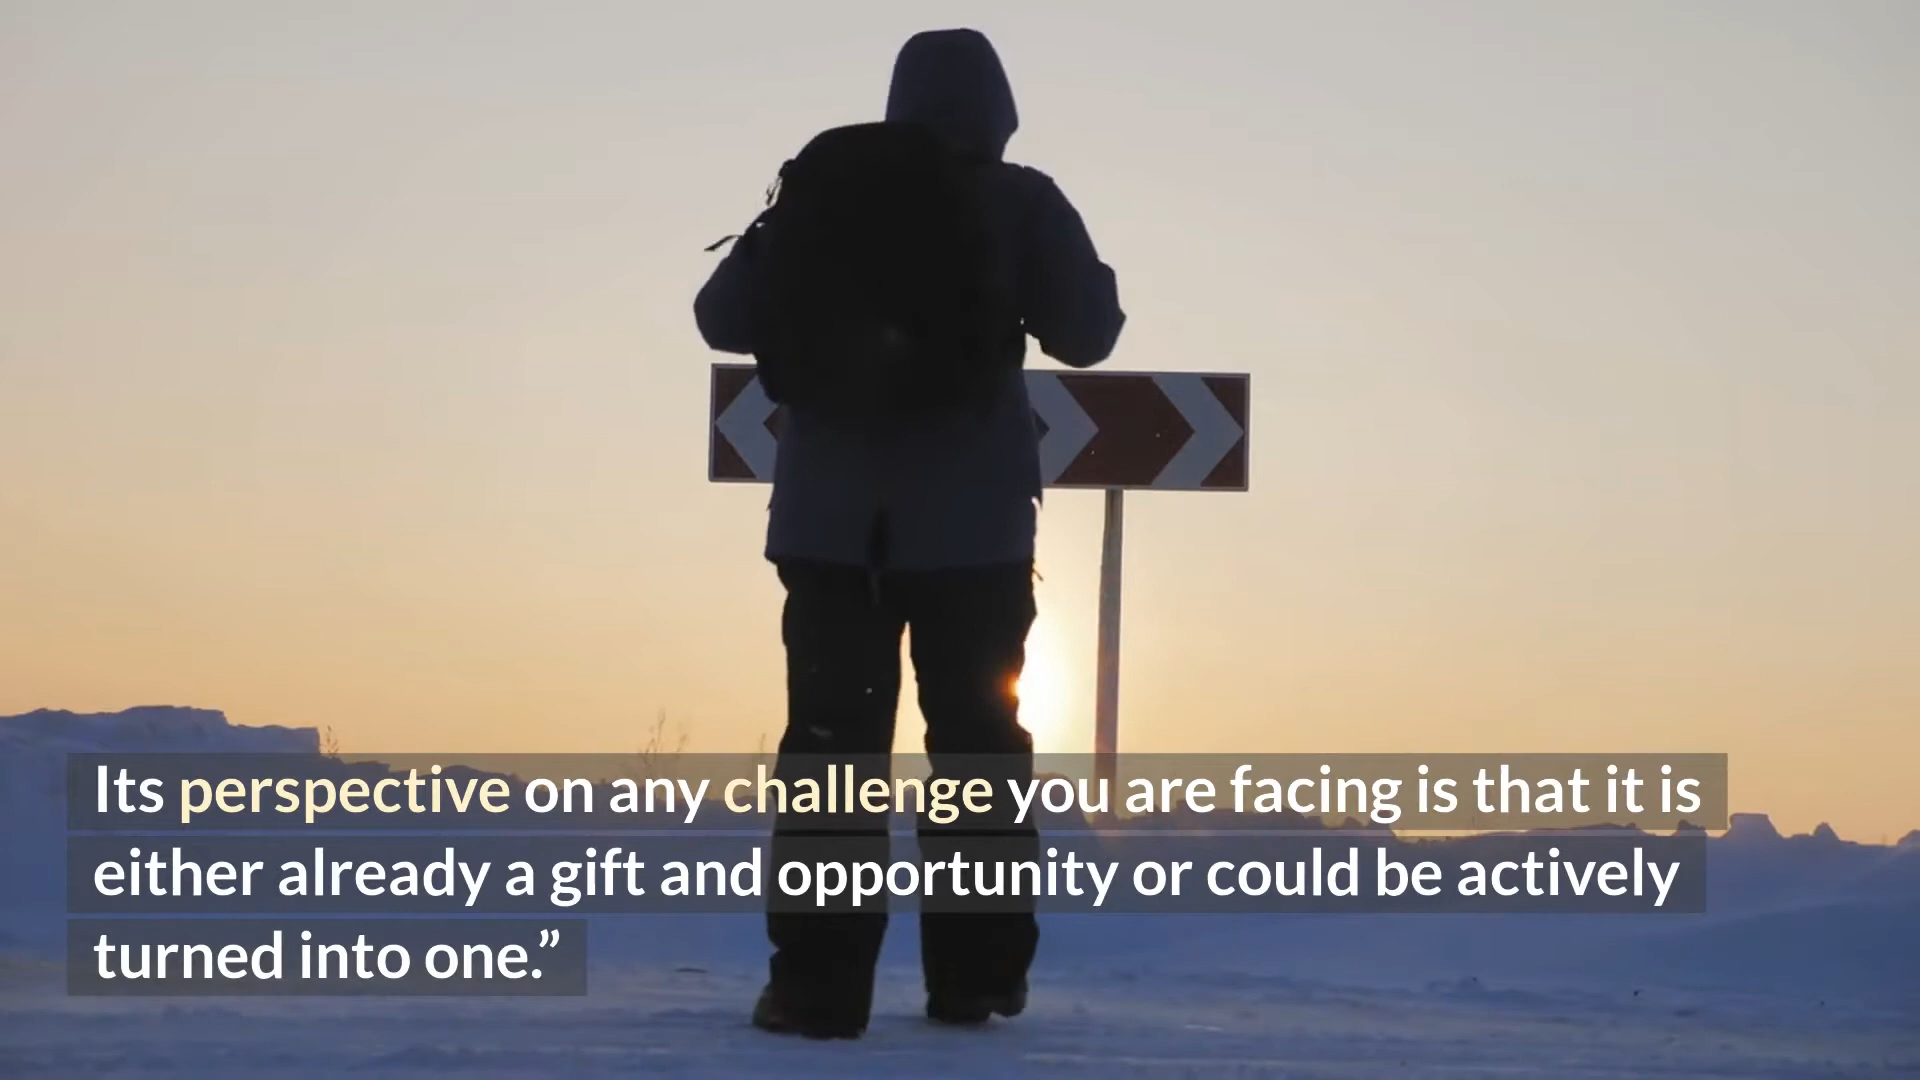 Its perspective on any challenge you are facing is that it is
either already a gift and opportunity or could be actively
turned into one.”